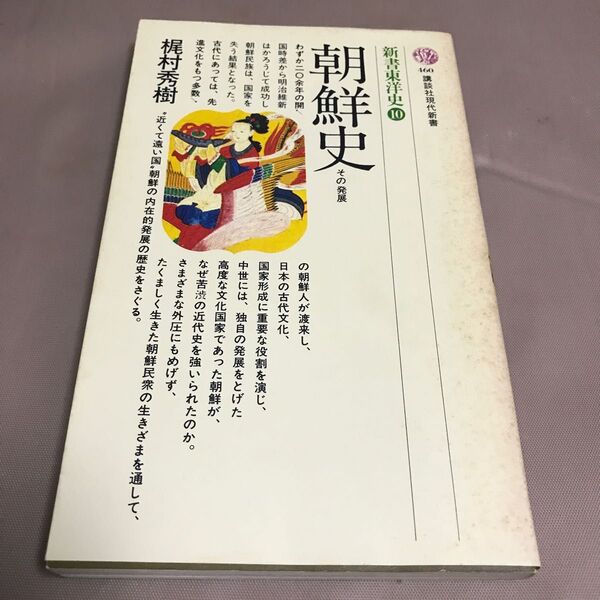 460 講談社現代新書
新書東洋史10
朝鮮史
その発展
わずか二〇余年の開、
国時差から明治維新
はかろうじて成功し
朝鮮民族は、国家を
失う結果となった。
古代にあっては、先
進文化をもつ多数、
の朝鮮人が渡来し、
日本の古代文化、
国家形成に重要な役割を演じ、
中世には、独自の発展をとげた
高度な文化国家であった朝鮮が、
なぜ苦渋の近代史を強いられたのか。
さまざまな外圧にもめげず、
たくましく生きた朝鮮民衆の生きざまを通して、
“近くて遠い国”朝鮮の内在的発展の歴史をさぐる。
梶村秀樹